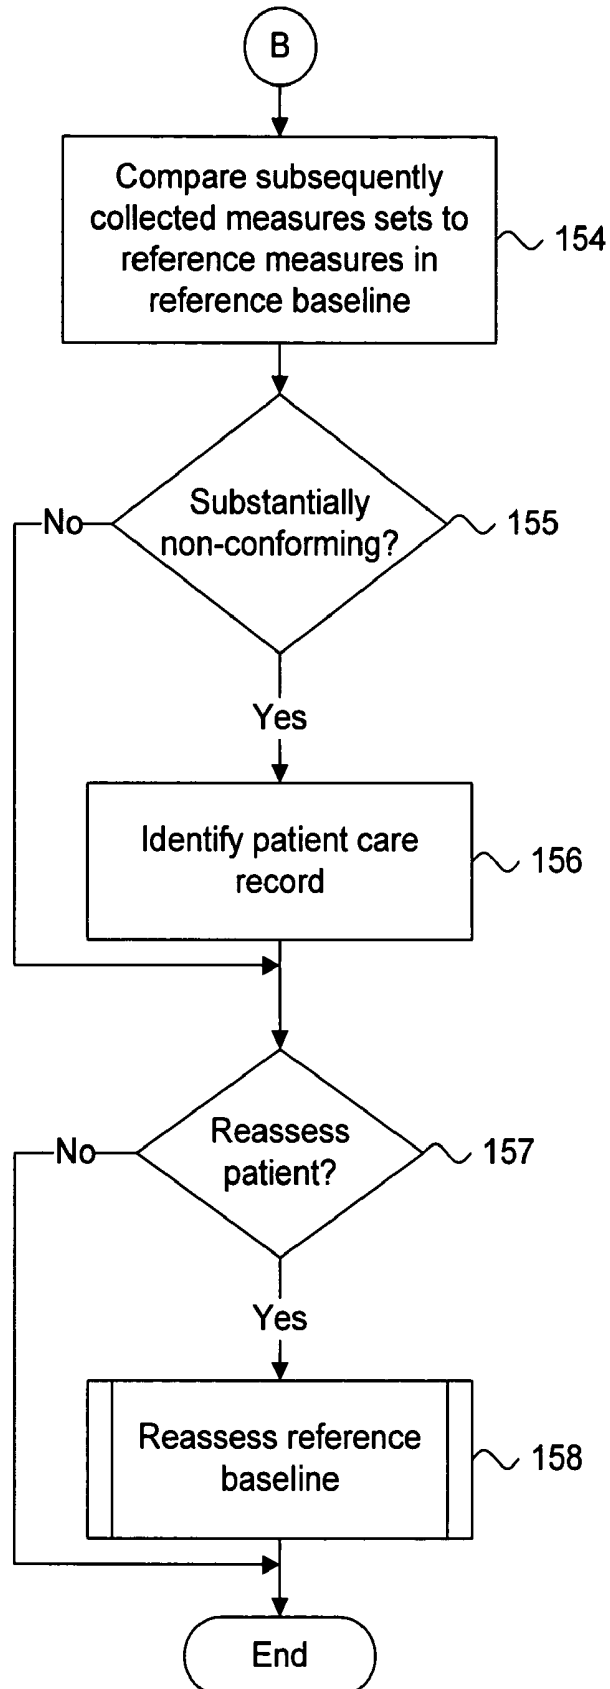 B
Compare subsequently
collected measures sets to
reference measures in
reference baseline
154
Substantially
non-conforming?
155
No
Yes
Identify patient care
record
156
Reassess
patient?
157
No
Yes
Reassess reference
baseline
158
End